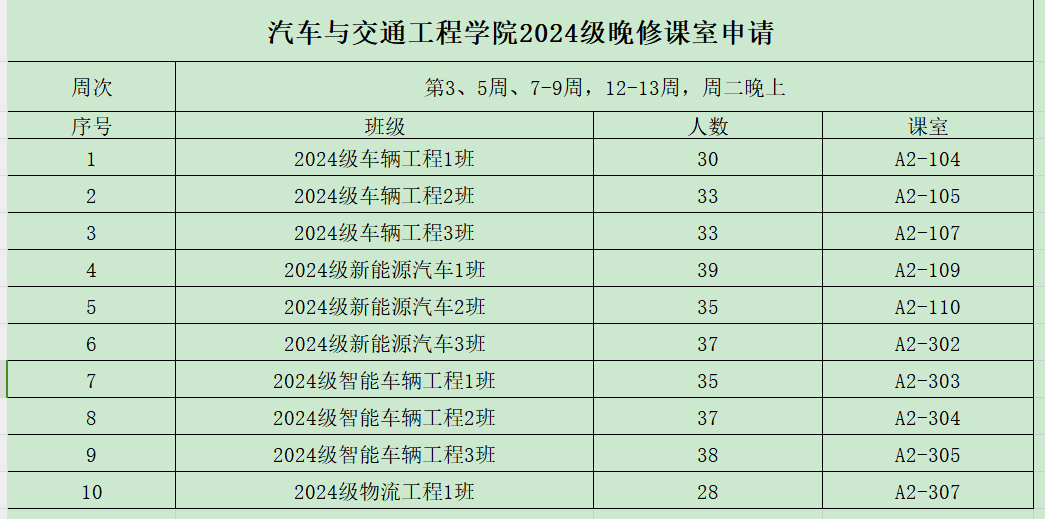 汽车与交通工程学院2024级晚修课室申请
周次 第3、5周、7-9周，12-13周，周二晚上
序号 班级 人数 课室
1 2024级车辆工程1班 30 A2-104
2 2024级车辆工程2班 33 A2-105
3 2024级车辆工程3班 33 A2-107
4 2024级新能源汽车1班 39 A2-109
5 2024级新能源汽车2班 35 A2-110
6 2024级新能源汽车3班 37 A2-302
7 2024级智能车辆工程1班 35 A2-303
8 2024级智能车辆工程2班 37 A2-304
9 2024级智能车辆工程3班 38 A2-305
10 2024级物流工程1班 28 A2-307